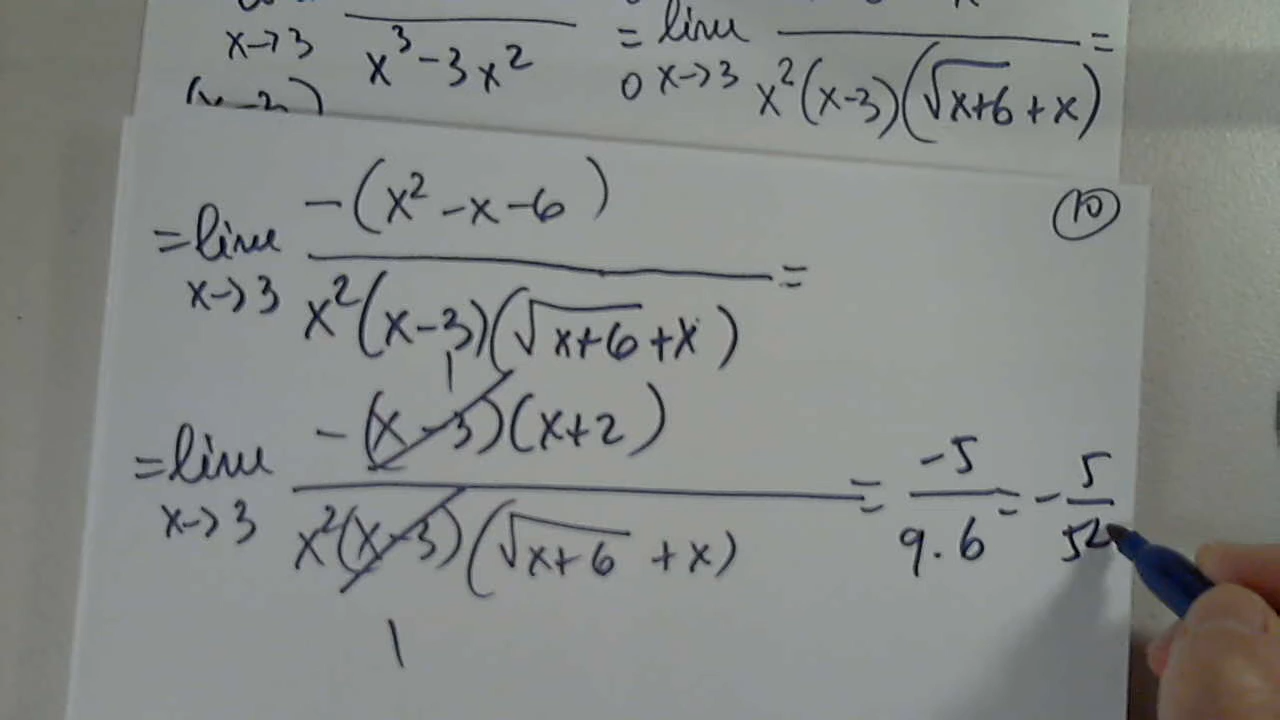 x→3 x³-3x² = lim =
0 x→3 x²(x-3)(√x+6 + x)
-(x²-x-6) 10
=lim =
x→3 x²(x-3)(√x+6 + x)
1
-(x-3)(x+2) -5 5
=lim = = -
x→3 x²(x-3)(√x+6 + x) 9.6 54
1